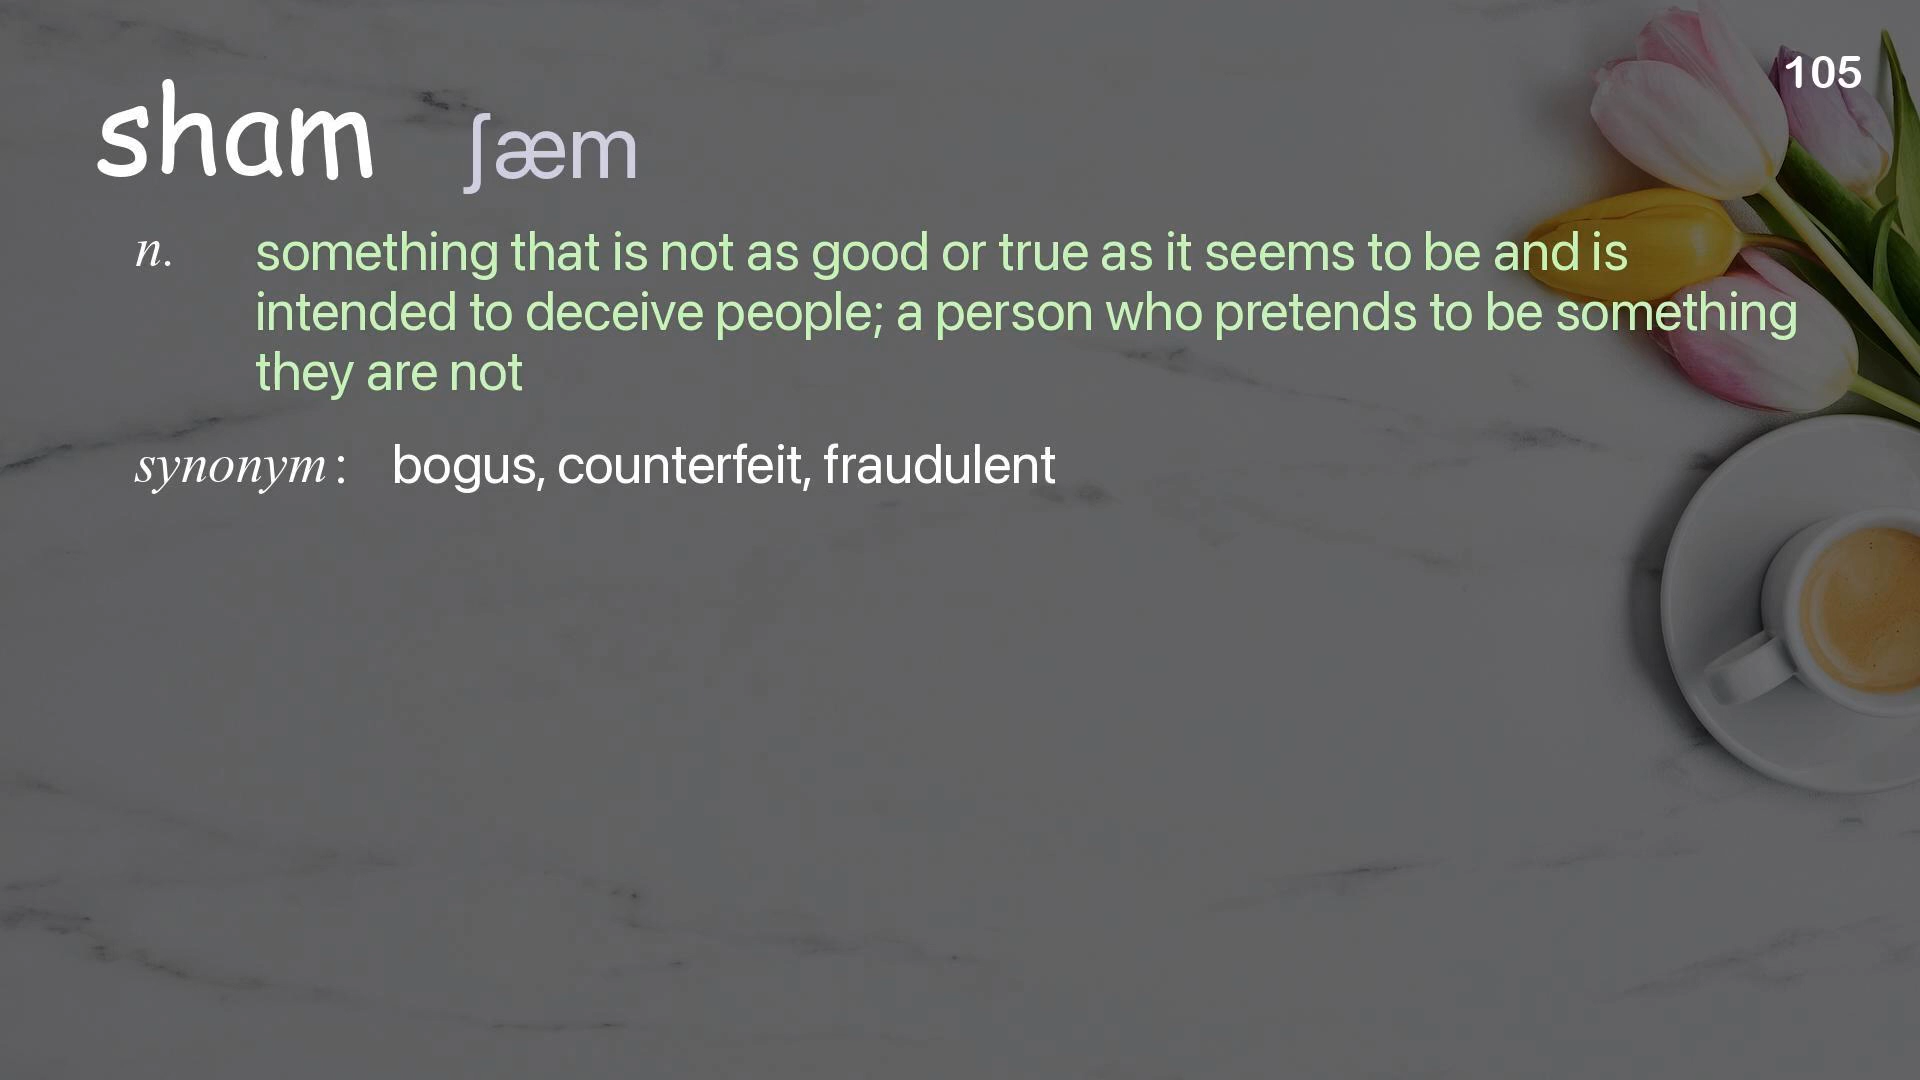 105
sham ʃæm
n. something that is not as good or true as it seems to be and is
intended to deceive people; a person who pretends to be something
they are not
synonym: bogus, counterfeit, fraudulent